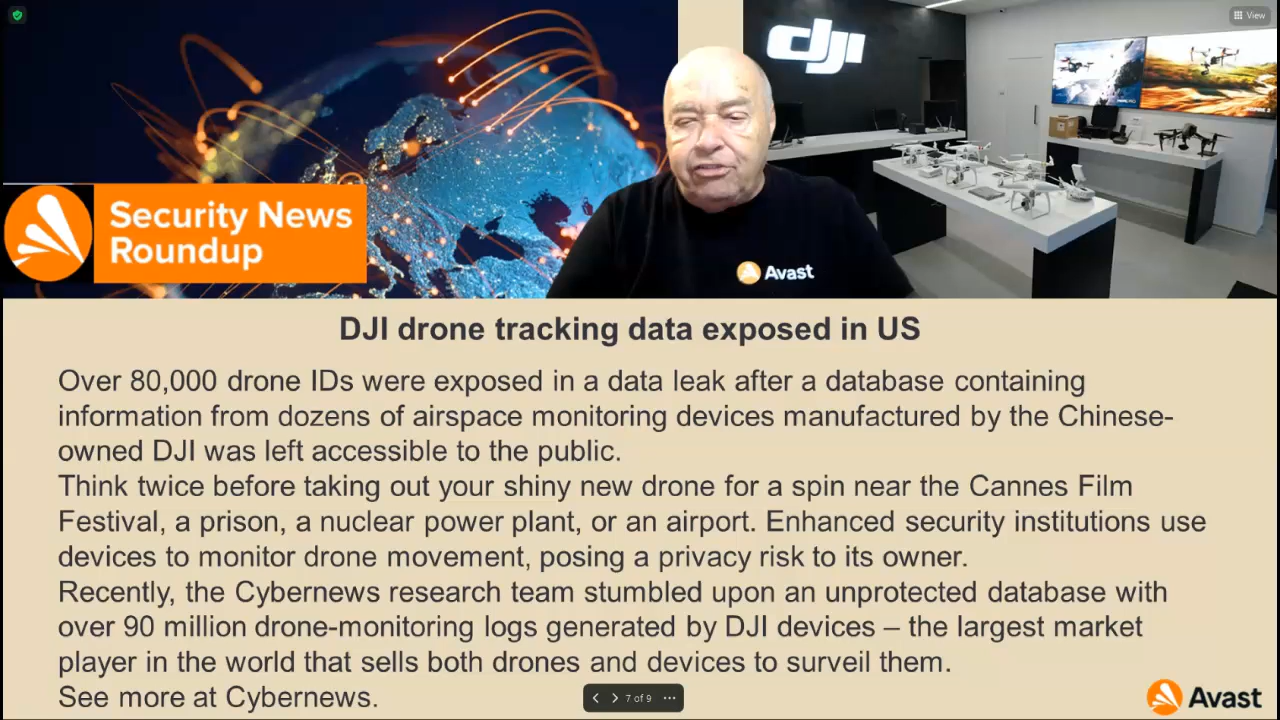 View
dji
Security News
Roundup
Avast
DJI drone tracking data exposed in US
Over 80,000 drone IDs were exposed in a data leak after a database containing
information from dozens of airspace monitoring devices manufactured by the Chinese-
owned DJI was left accessible to the public.
Think twice before taking out your shiny new drone for a spin near the Cannes Film
Festival, a prison, a nuclear power plant, or an airport. Enhanced security institutions use
devices to monitor drone movement, posing a privacy risk to its owner.
Recently, the Cybernews research team stumbled upon an unprotected database with
over 90 million drone-monitoring logs generated by DJI devices – the largest market
player in the world that sells both drones and devices to surveil them.
See more at Cybernews.
7 of 9
Avast